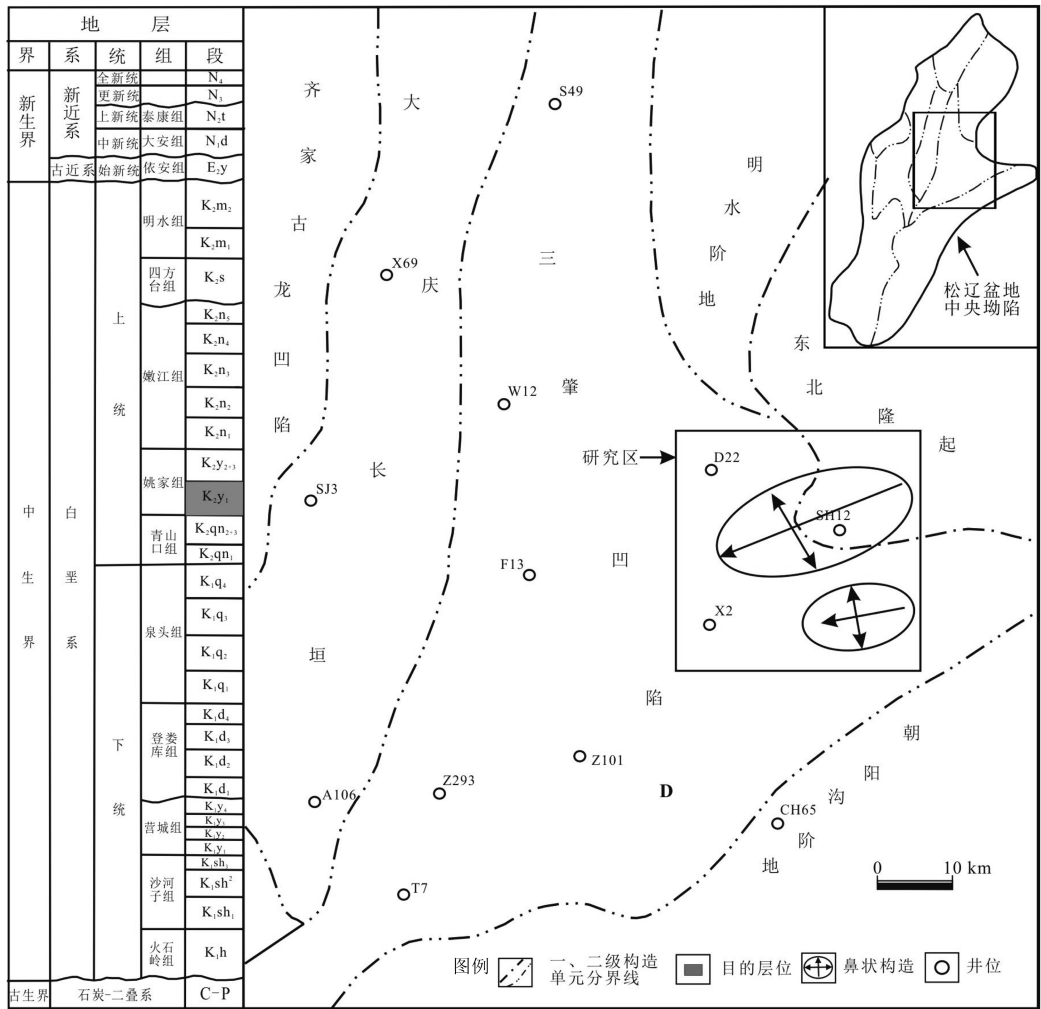 地 层
界 系 统 组 段
新生界
新近系
全新统 N₄
更新统 N₃
上新统 泰康组 N₂t
中新统 大安组 N₁d
古近系 始新统 依安组 E₂y
中生界
白垩系
上统
明水组
K₂m₂
K₂m₁
四方台组
K₂s
嫩江组
K₂n₅
K₂n₄
K₂n₃
K₂n₂
K₂n₁
姚家组
K₂y₂₊₃
K₂y₁
青山口组
K₂qn₂₊₃
K₂qn₁
下统
泉头组
K₁q₄
K₁q₃
K₁q₂
K₁q₁
登娄库组
K₁d₄
K₁d₃
K₁d₂
K₁d₁
营城组
K₁y₄
K₁y₃
K₁y₂
K₁y₁
沙河子组
K₁sh₃
K₁sh²
K₁sh₁
火石岭组
K₁h
古生界 石炭-二叠系 C-P
齐家古龙凹陷
大庆长垣
三肇凹陷
明水阶地
东北隆起
朝阳沟阶地
S49
X69
W12
SJ3
F13
D22
SH12
X2
Z101
Z293
A106
T7
CH65
D
研究区
松辽盆地
中央坳陷
0 10 km
图例
一、二级构造
单元分界线
目的层位
鼻状构造
井位